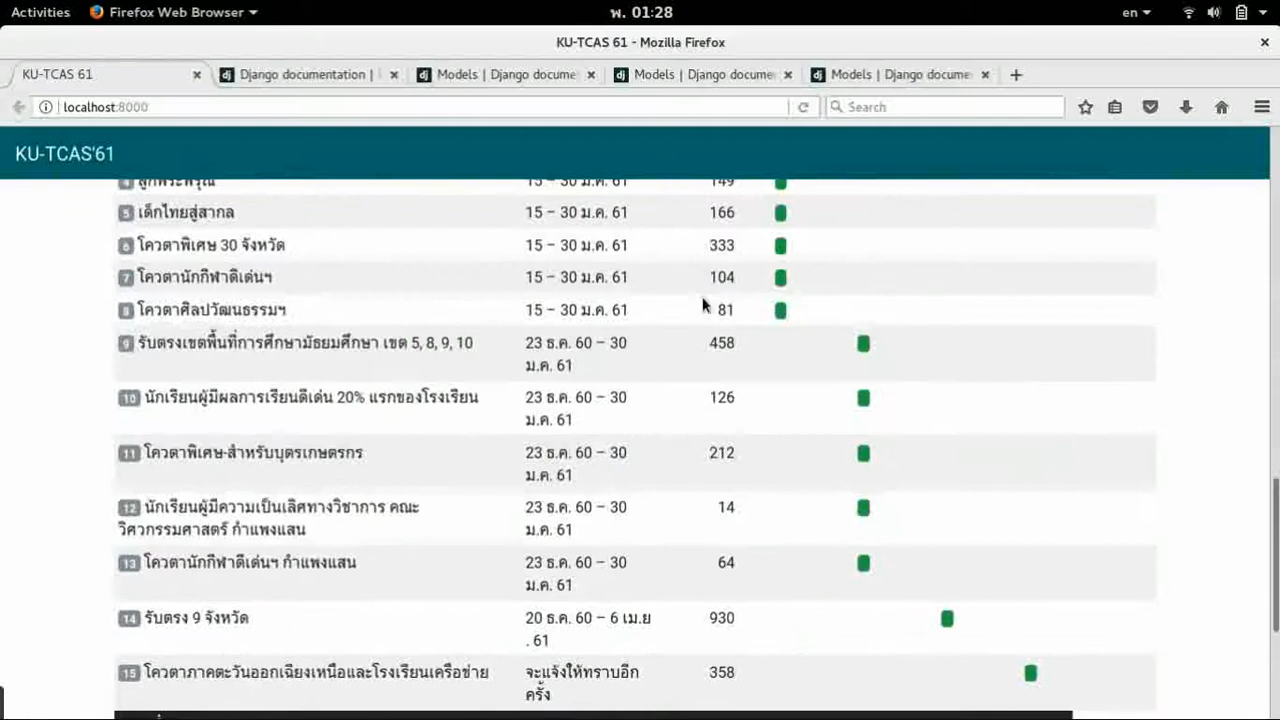 Activities Firefox Web Browser พ. 01:28 en
KU-TCAS 61 - Mozilla Firefox
KU-TCAS 61 Django documentation | Models | Django docume Models | Django docume Models | Django docume
localhost:8000 Search
KU-TCAS'61
4 ลูกพระพิรุณ 15 – 30 ม.ค. 61 149
5 เด็กไทยสู่สากล 15 – 30 ม.ค. 61 166
6 โควตาพิเศษ 30 จังหวัด 15 – 30 ม.ค. 61 333
7 โควตานักกีฬาดีเด่นฯ 15 – 30 ม.ค. 61 104
8 โควตาศิลปวัฒนธรรมฯ 15 – 30 ม.ค. 61 81
9 รับตรงเขตพื้นที่การศึกษามัธยมศึกษา เขต 5, 8, 9, 10 23 ธ.ค. 60 – 30 458
ม.ค. 61
10 นักเรียนผู้มีผลการเรียนดีเด่น 20% แรกของโรงเรียน 23 ธ.ค. 60 – 30 126
ม.ค. 61
11 โควตาพิเศษ-สำหรับบุตรเกษตรกร 23 ธ.ค. 60 – 30 212
ม.ค. 61
12 นักเรียนผู้มีความเป็นเลิศทางวิชาการ คณะ 23 ธ.ค. 60 – 30 14
วิศวกรรมศาสตร์ กำแพงแสน ม.ค. 61
13 โควตานักกีฬาดีเด่นฯ กำแพงแสน 23 ธ.ค. 60 – 30 64
ม.ค. 61
14 รับตรง 9 จังหวัด 20 ธ.ค. 60 – 6 เม.ย 930
. 61
15 โควตาภาคตะวันออกเฉียงเหนือและโรงเรียนเครือข่าย จะแจ้งให้ทราบอีก 358
ครั้ง